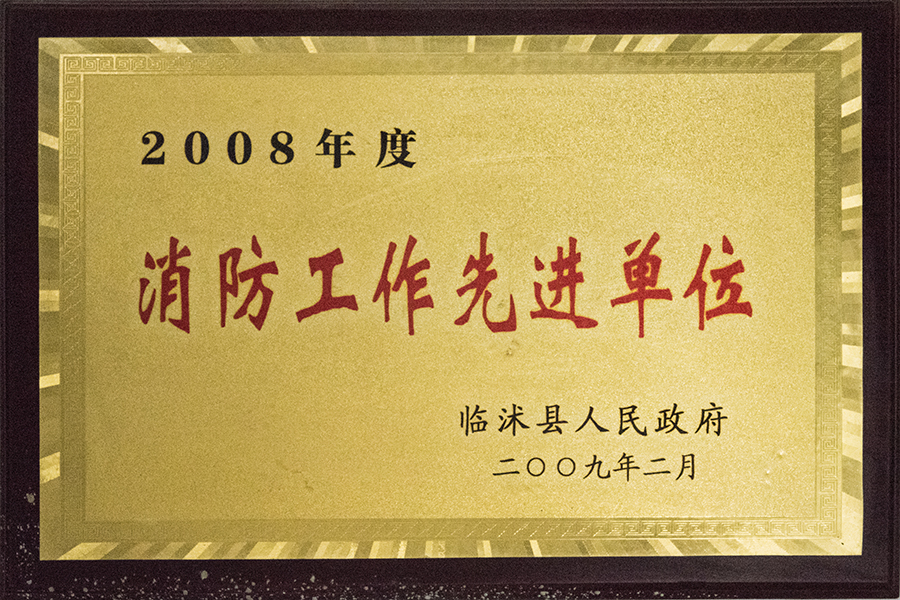 2008年度
消防工作先进单位
临沭县人民政府
二〇〇九年二月